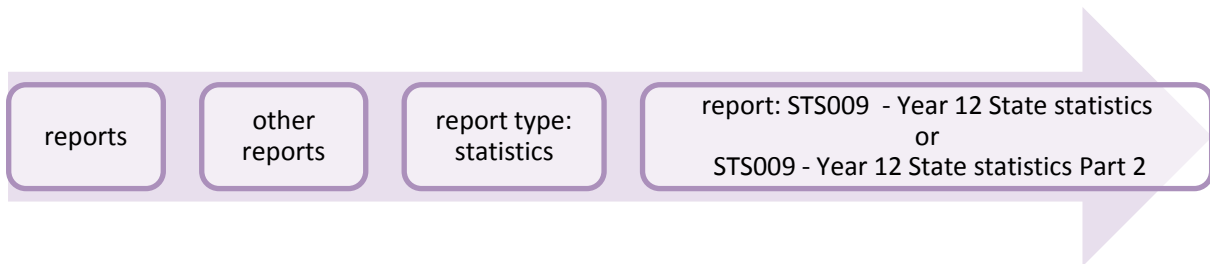 reports
other
reports
report type:
statistics
report: STS009  - Year 12 State statistics
or
STS009 - Year 12 State statistics Part 2